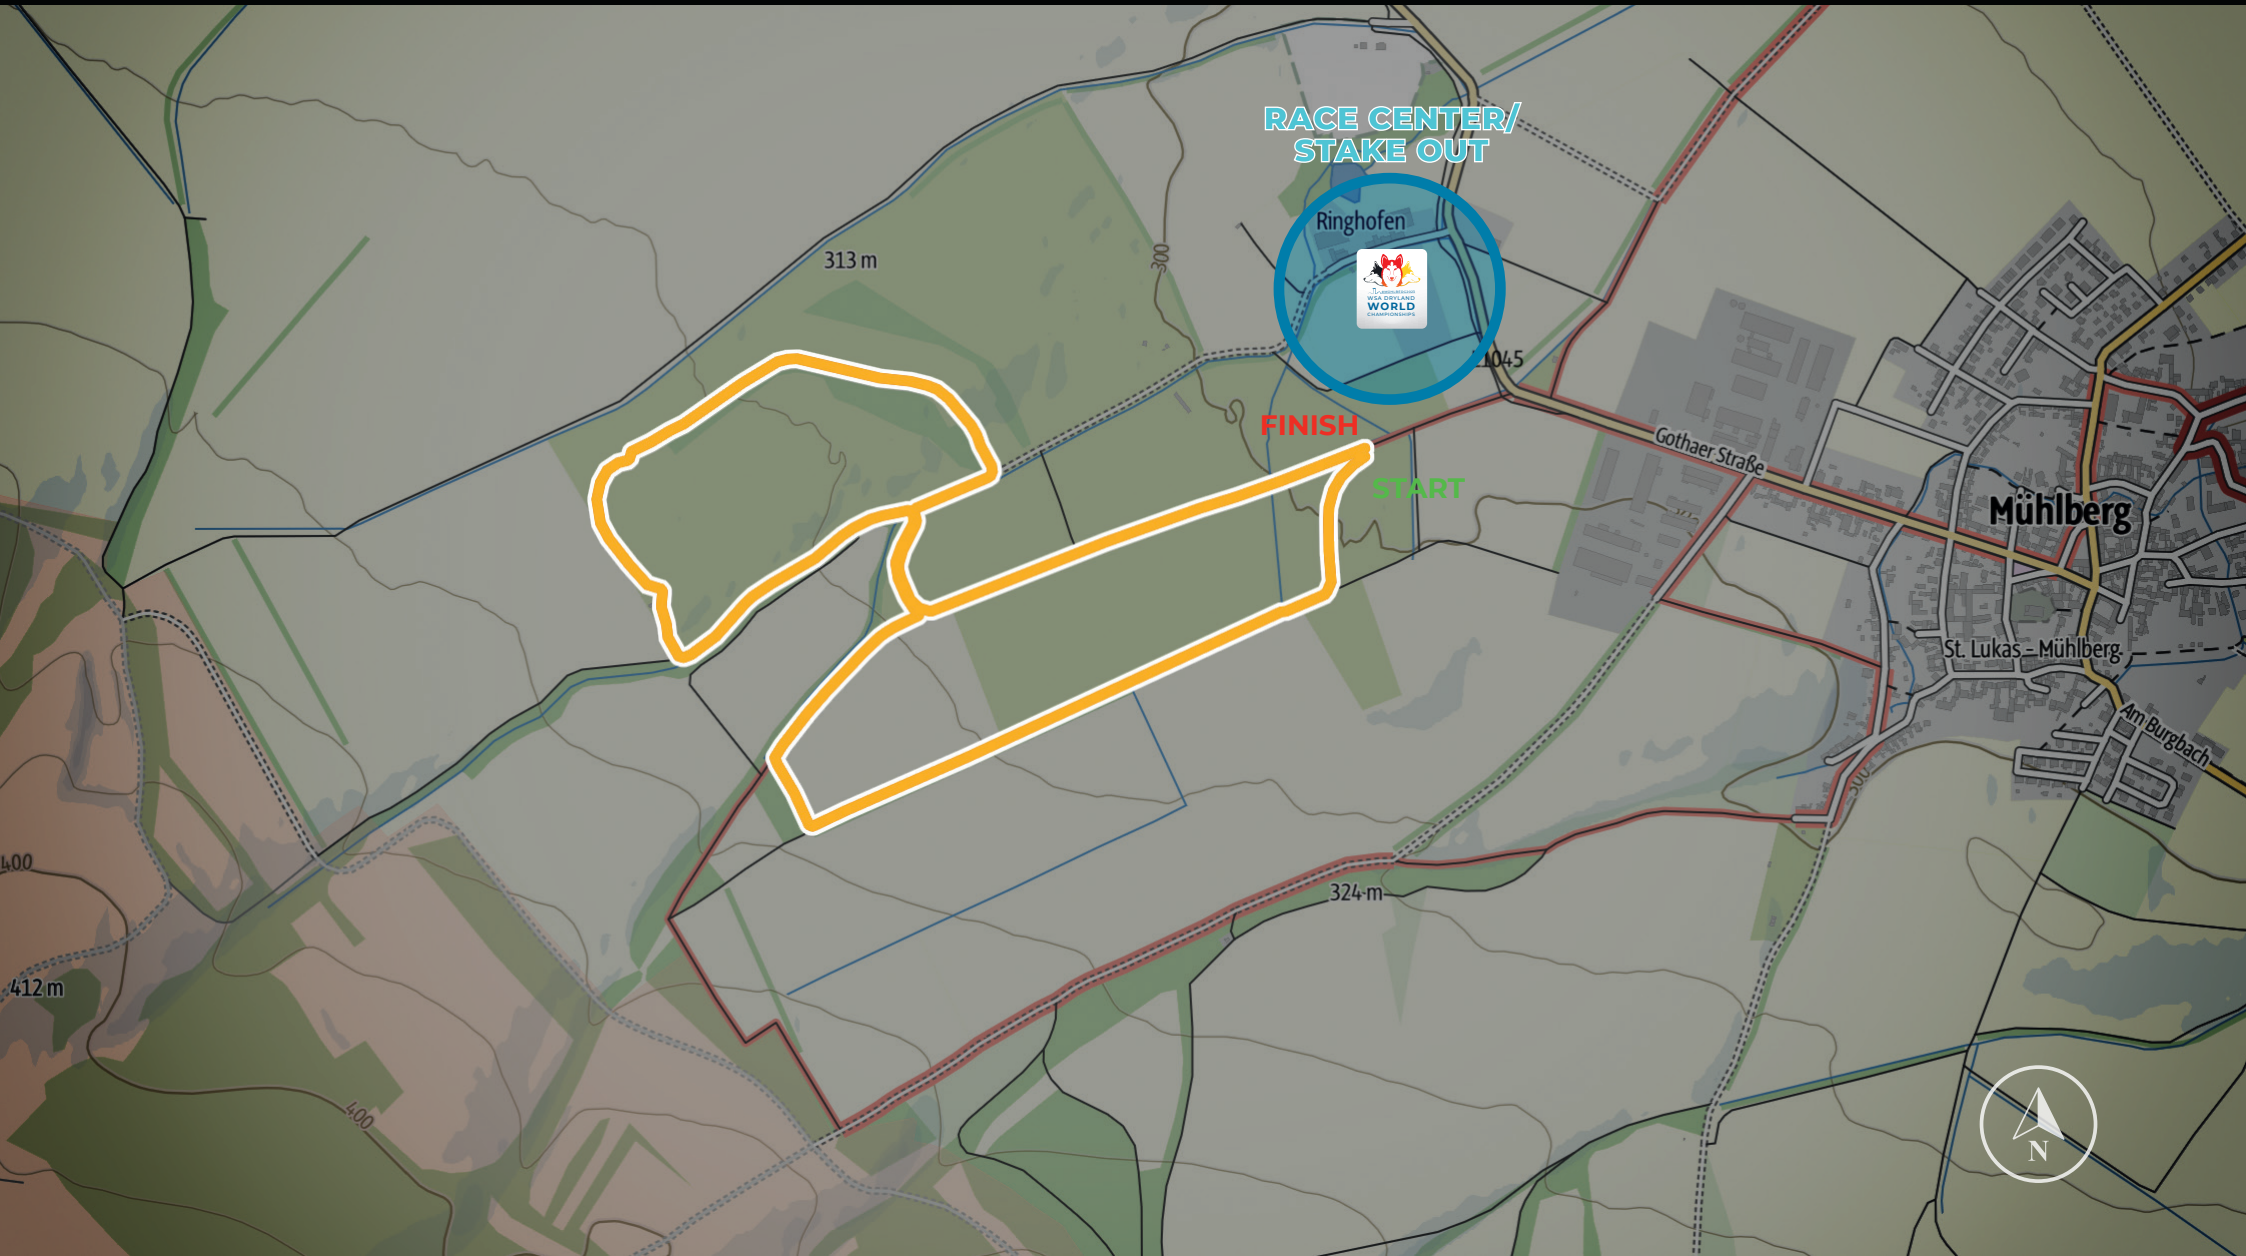 RACE CENTER/
STAKE OUT
Ringhofen
WSA DRYLAND
WORLD
CHAMPIONSHIPS
313 m
300
1045
FINISH
START
Gothaer Straße
Mühlberg
St. Lukas – Mühlberg
Am Burgbach
300
400
324 m
412 m
400
N